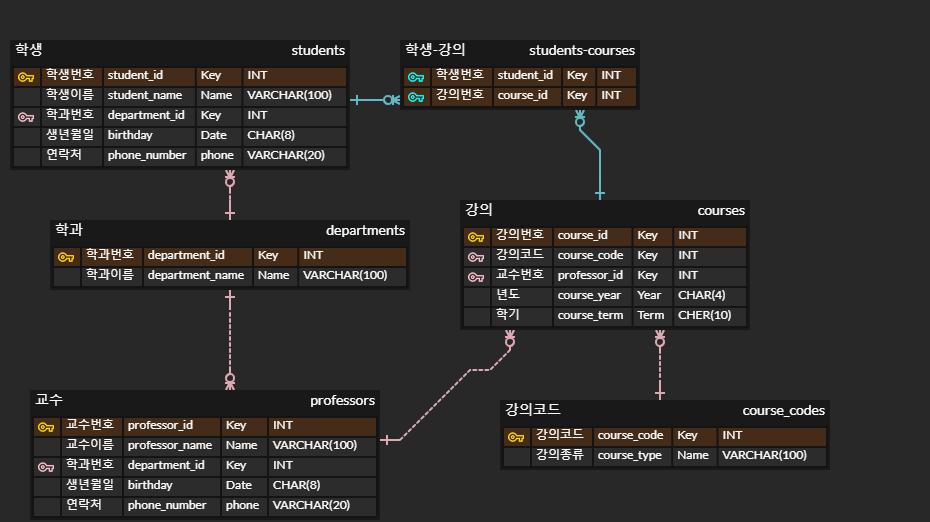 학생 students
학생번호 student_id Key INT
학생이름 student_name Name VARCHAR(100)
학과번호 department_id Key INT
생년월일 birthday Date CHAR(8)
연락처 phone_number phone VARCHAR(20)
학생-강의 students-courses
학생번호 student_id Key INT
강의번호 course_id Key INT
학과 departments
학과번호 department_id Key INT
학과이름 department_name Name VARCHAR(100)
강의 courses
강의번호 course_id Key INT
강의코드 course_code Key INT
교수번호 professor_id Key INT
년도 course_year Year CHAR(4)
학기 course_term Term CHER(10)
교수 professors
교수번호 professor_id Key INT
교수이름 professor_name Name VARCHAR(100)
학과번호 department_id Key INT
생년월일 birthday Date CHAR(8)
연락처 phone_number phone VARCHAR(20)
강의코드 course_codes
강의코드 course_code Key INT
강의종류 course_type Name VARCHAR(100)